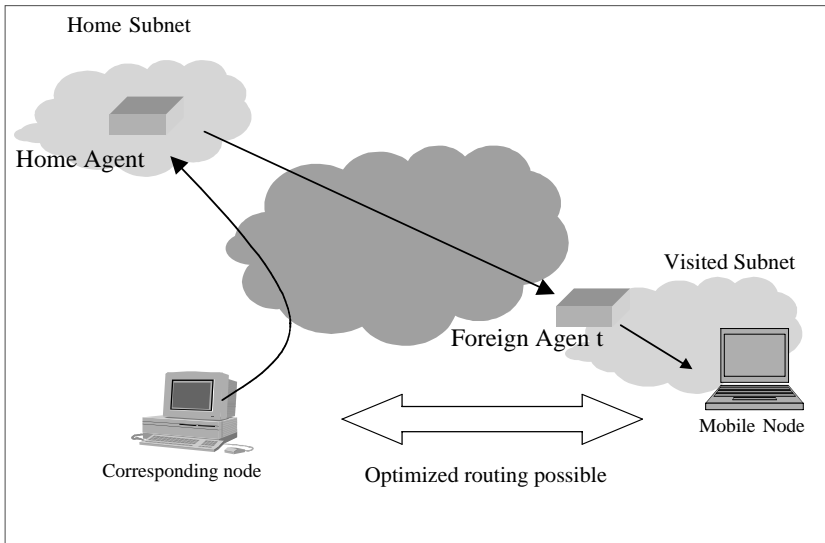 Home Subnet
Home Agent
Visited Subnet
Foreign Agen t
Mobile Node
Corresponding node
Optimized routing possible